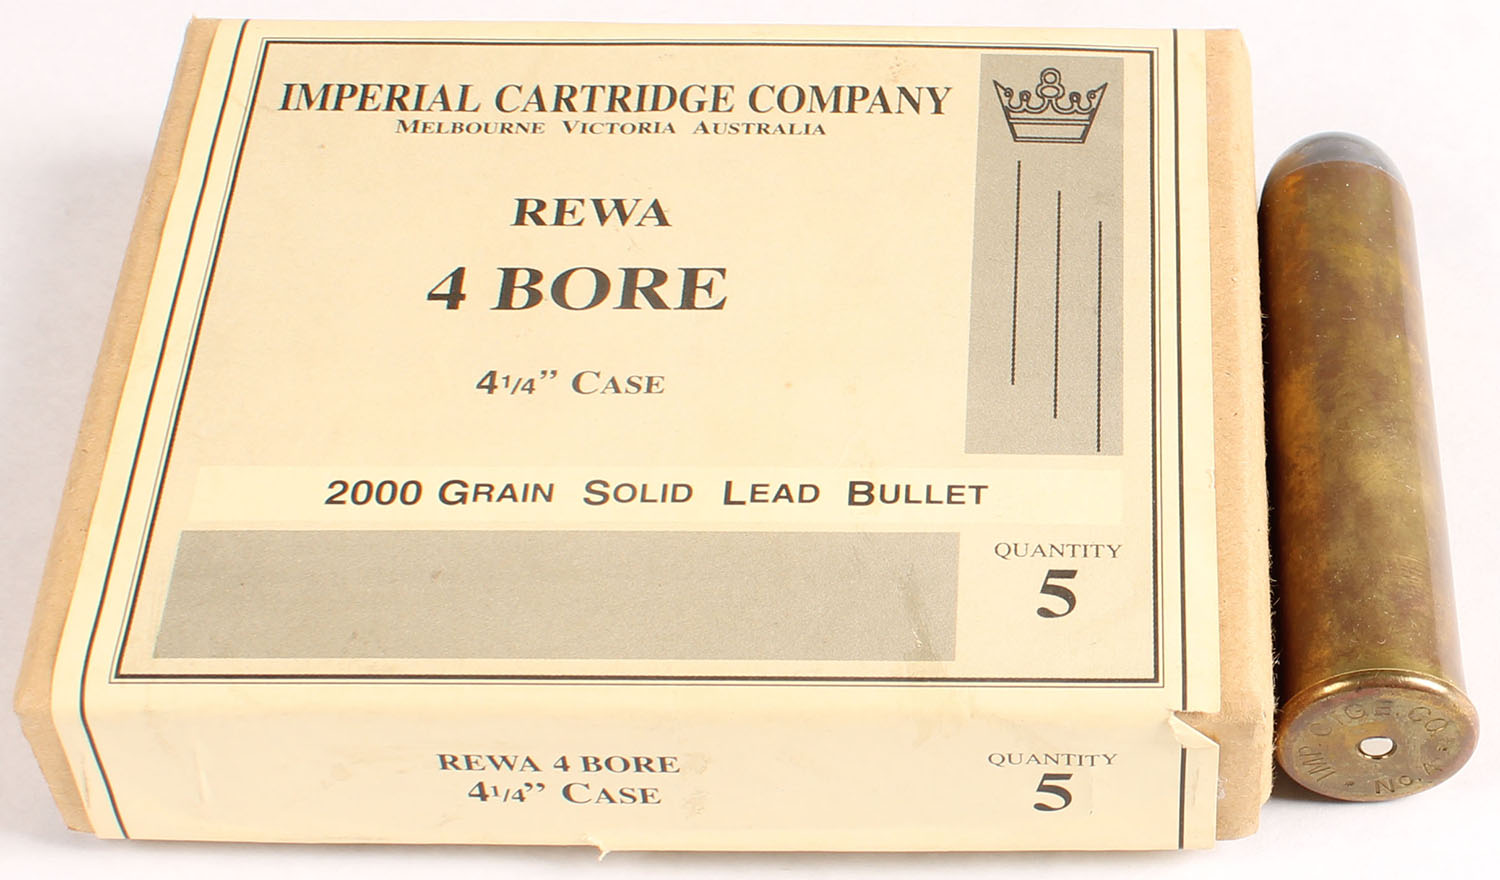 IMPERIAL CARTRIDGE COMPANY
MELBOURNE VICTORIA AUSTRALIA
REWA
4 BORE
4 1/4” CASE
2000 GRAIN SOLID LEAD BULLET
QUANTITY
5
REWA 4 BORE
4 1/4” CASE
QUANTITY
5
IMP. CTGE. CO.
No. 4